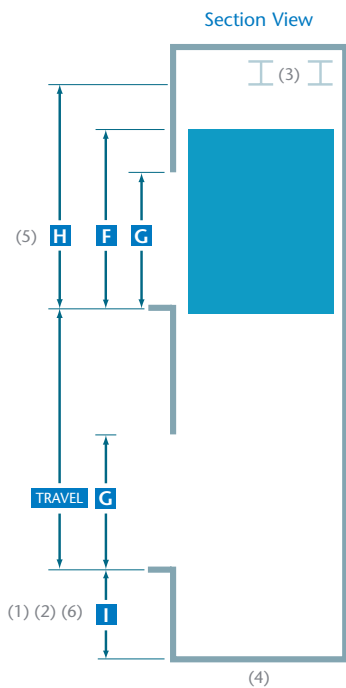 Section View
(3)
(5) H F G
TRAVEL G
(1) (2) (6) I
(4)